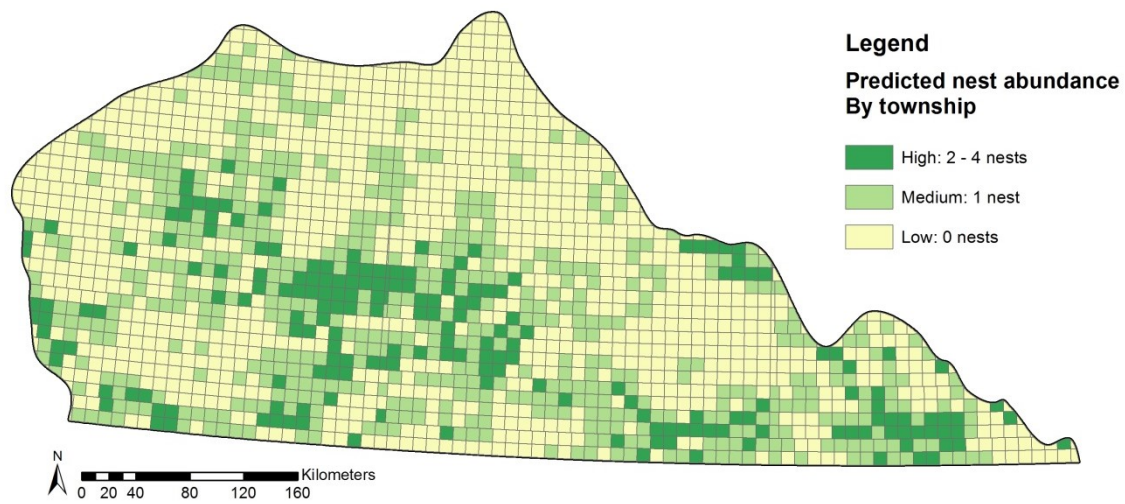 Legend
Predicted nest abundance
By township
High: 2 - 4 nests
Medium: 1 nest
Low: 0 nests
N
Kilometers
0 20 40 80 120 160